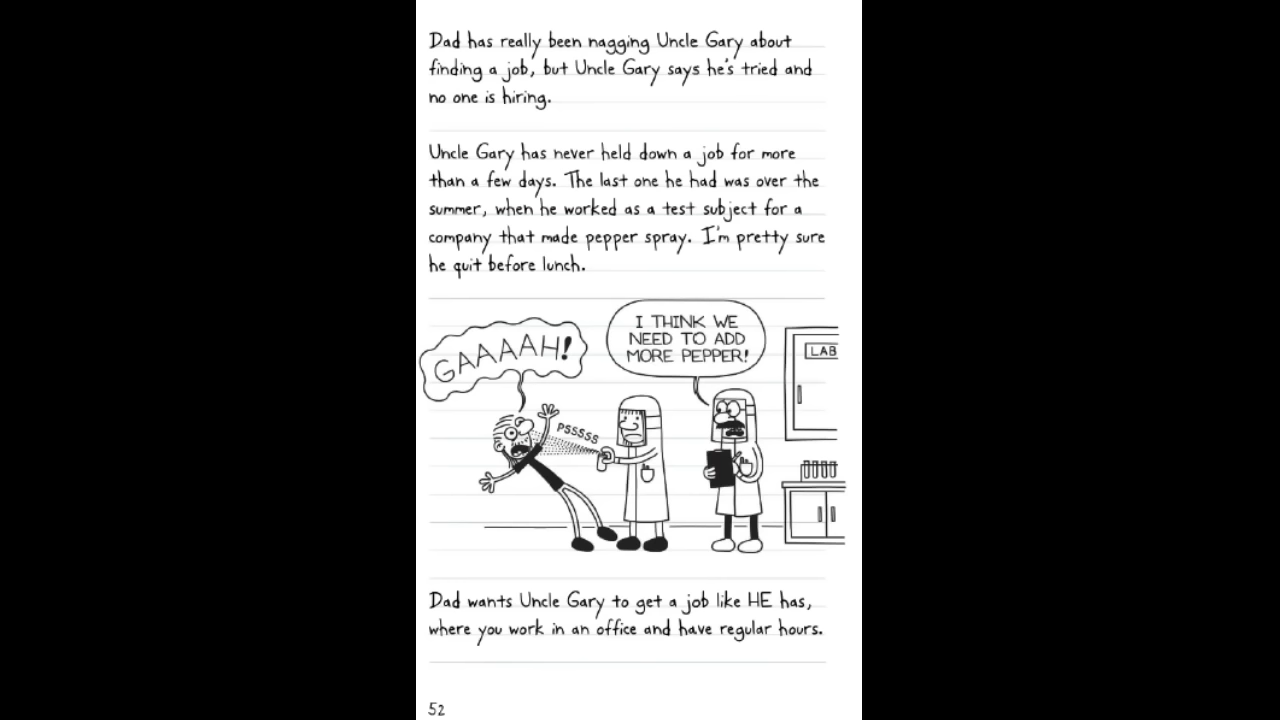 Dad has really been nagging Uncle Gary about
finding a job, but Uncle Gary says he's tried and
no one is hiring.
Uncle Gary has never held down a job for more
than a few days. The last one he had was over the
summer, when he worked as a test subject for a
company that made pepper spray. I'm pretty sure
he quit before lunch.
GAAAAH!
I THINK WE
NEED TO ADD
MORE PEPPER!
LAB
PSSSSS
Dad wants Uncle Gary to get a job like HE has,
where you work in an office and have regular hours.
52